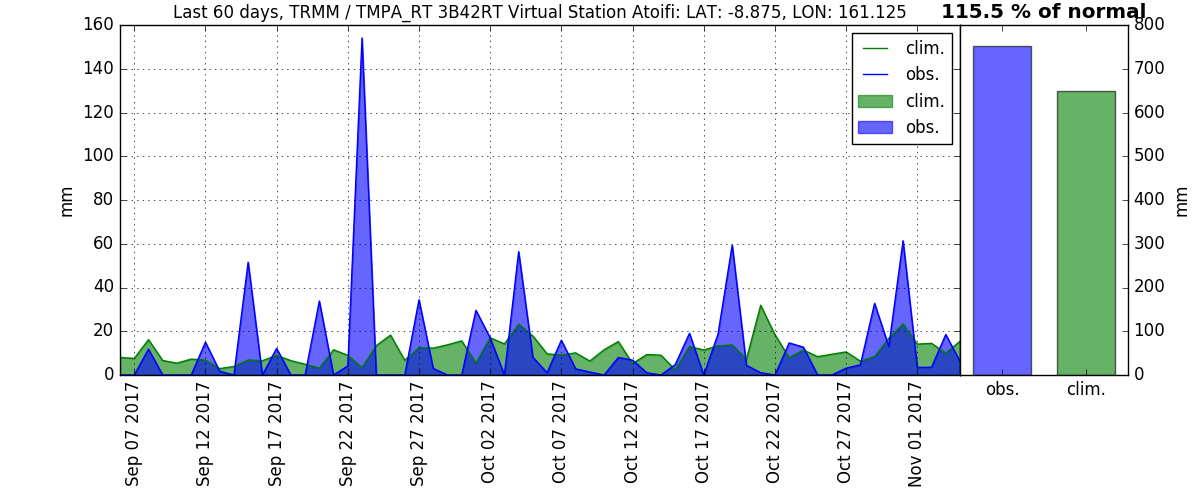 Last 60 days, TRMM / TMPA_RT 3B42RT Virtual Station Atoifi: LAT: -8.875, LON: 161.125
115.5 % of normal
160
140
120
100
80
60
40
20
0
mm
clim.
obs.
clim.
obs.
Sep 07 2017
Sep 12 2017
Sep 17 2017
Sep 22 2017
Sep 27 2017
Oct 02 2017
Oct 07 2017
Oct 12 2017
Oct 17 2017
Oct 22 2017
Oct 27 2017
Nov 01 2017
800
700
600
500
400
300
200
100
0
mm
obs.
clim.